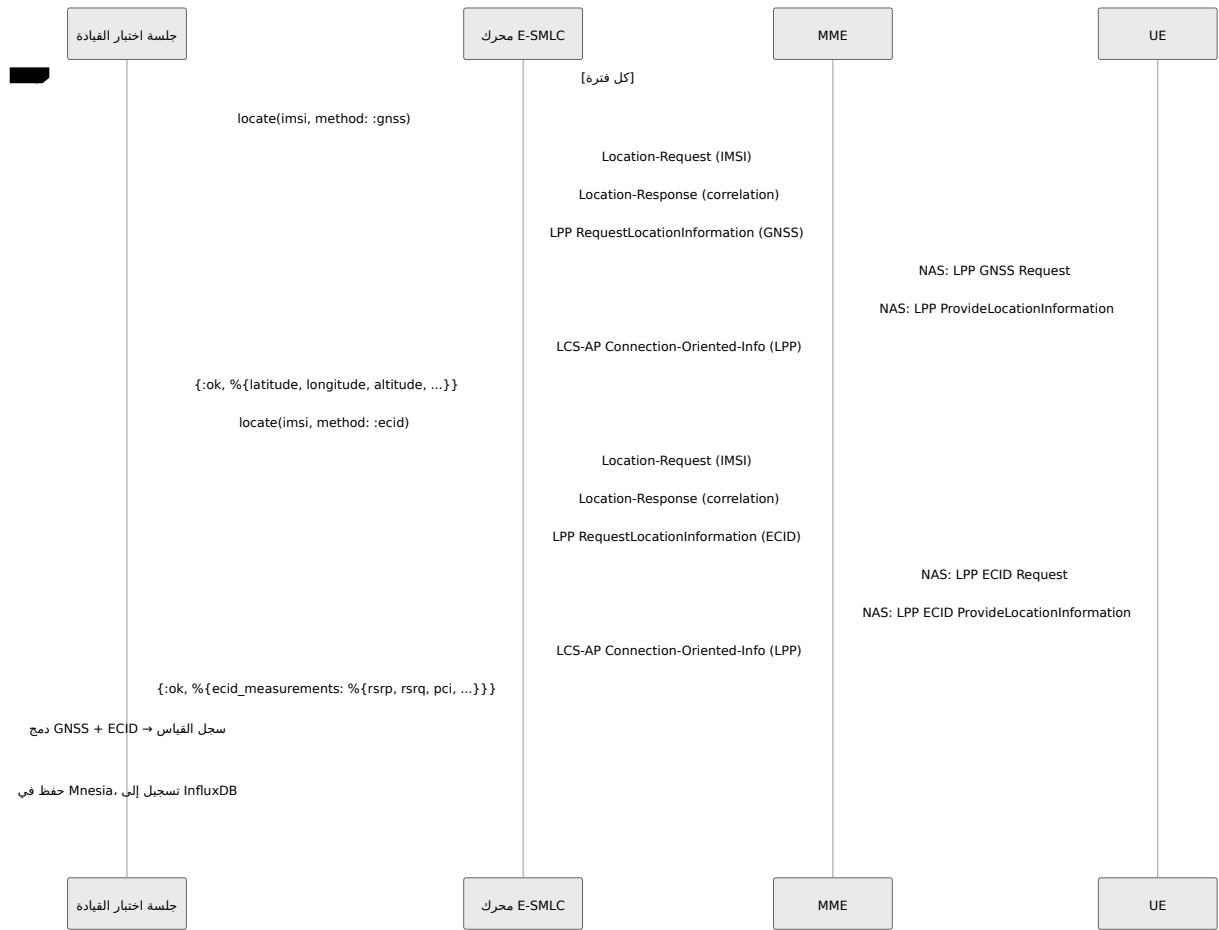 جلسة اختبار القيادة
محرك E-SMLC
MME
UE
[كل فترة]
locate(imsi, method: :gnss)
Location-Request (IMSI)
Location-Response (correlation)
LPP RequestLocationInformation (GNSS)
NAS: LPP GNSS Request
NAS: LPP ProvideLocationInformation
LCS-AP Connection-Oriented-Info (LPP)
{:ok, %{latitude, longitude, altitude, ...}}
locate(imsi, method: :ecid)
Location-Request (IMSI)
Location-Response (correlation)
LPP RequestLocationInformation (ECID)
NAS: LPP ECID Request
NAS: LPP ECID ProvideLocationInformation
LCS-AP Connection-Oriented-Info (LPP)
{:ok, %{ecid_measurements: %{rsrp, rsrq, pci, ...}}}
دمج GNSS + ECID → سجل القياس
حفظ في Mnesia، تسجيل إلى InfluxDB
جلسة اختبار القيادة
محرك E-SMLC
MME
UE